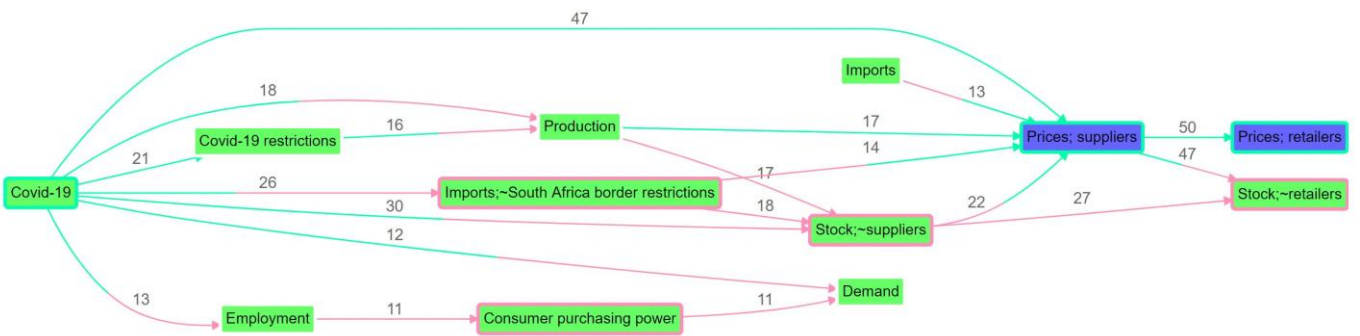 47
Imports
18
13
Covid-19 restrictions
16
Production
17
Prices; suppliers
50
Prices; retailers
21
14
47
Covid-19
26
Imports;~South Africa border restrictions
17
Stock;~retailers
30
18
Stock;~suppliers
22
27
12
Demand
13
Employment
11
Consumer purchasing power
11